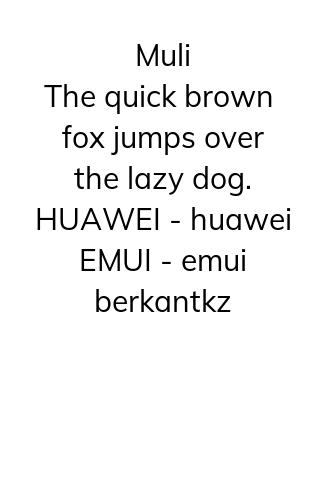 Muli
The quick brown
fox jumps over
the lazy dog.
HUAWEI - huawei
EMUI - emui
berkantkz